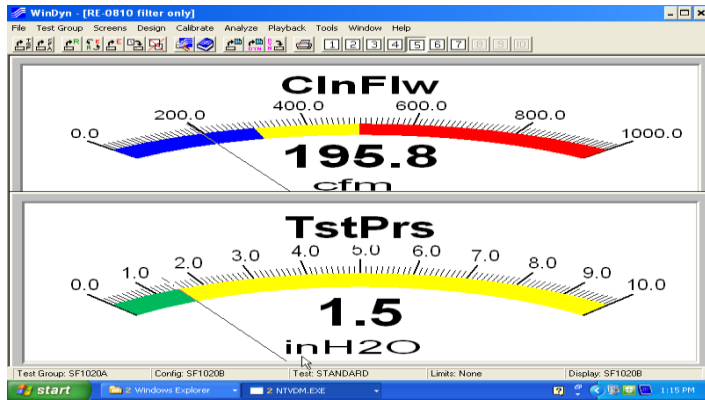 WinDyn - [RE-0810 filter only]
File Test Group Screens Design Calibrate Analyze Playback Tools Window Help
1 2 3 4 5 6 7 8 9 10
ClnFlw
0.0 200.0 400.0 600.0 800.0 1000.0
195.8
cfm
TstPrs
0.0 1.0 2.0 3.0 4.0 5.0 6.0 7.0 8.0 9.0 10.0
1.5
inH2O
Test Group: SF1020A Config: SF1020B Test: STANDARD Limits: None Display: SF1020B
start 2 Windows Explorer 2 NTVDM.EXE 1:15 PM